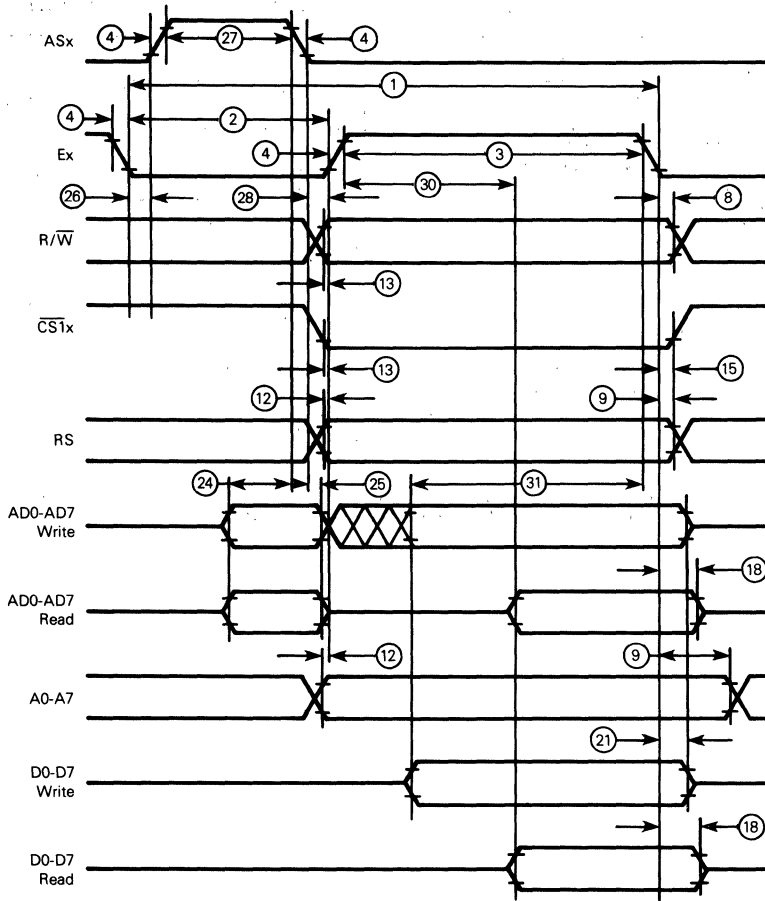 ASx 4 27 4
1
4 2
Ex 4 3
30
26 28 8
R/W̅
13
C̅S̅1̅x
13 15
12 9
RS
24 25 31
AD0-AD7
Write
18
AD0-AD7
Read
12 9
A0-A7
21
D0-D7
Write
18
D0-D7
Read